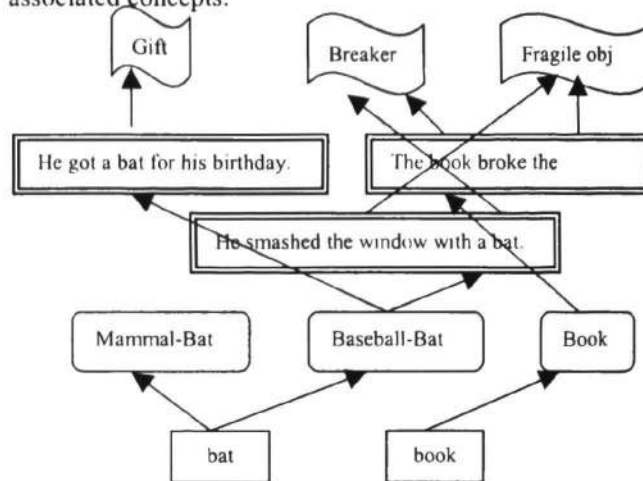 associated concepts.
Gift
Breaker
Fragile obj
He got a bat for his birthday.
The book broke the
He smashed the window with a bat.
Mammal-Bat
Baseball-Bat
Book
bat
book